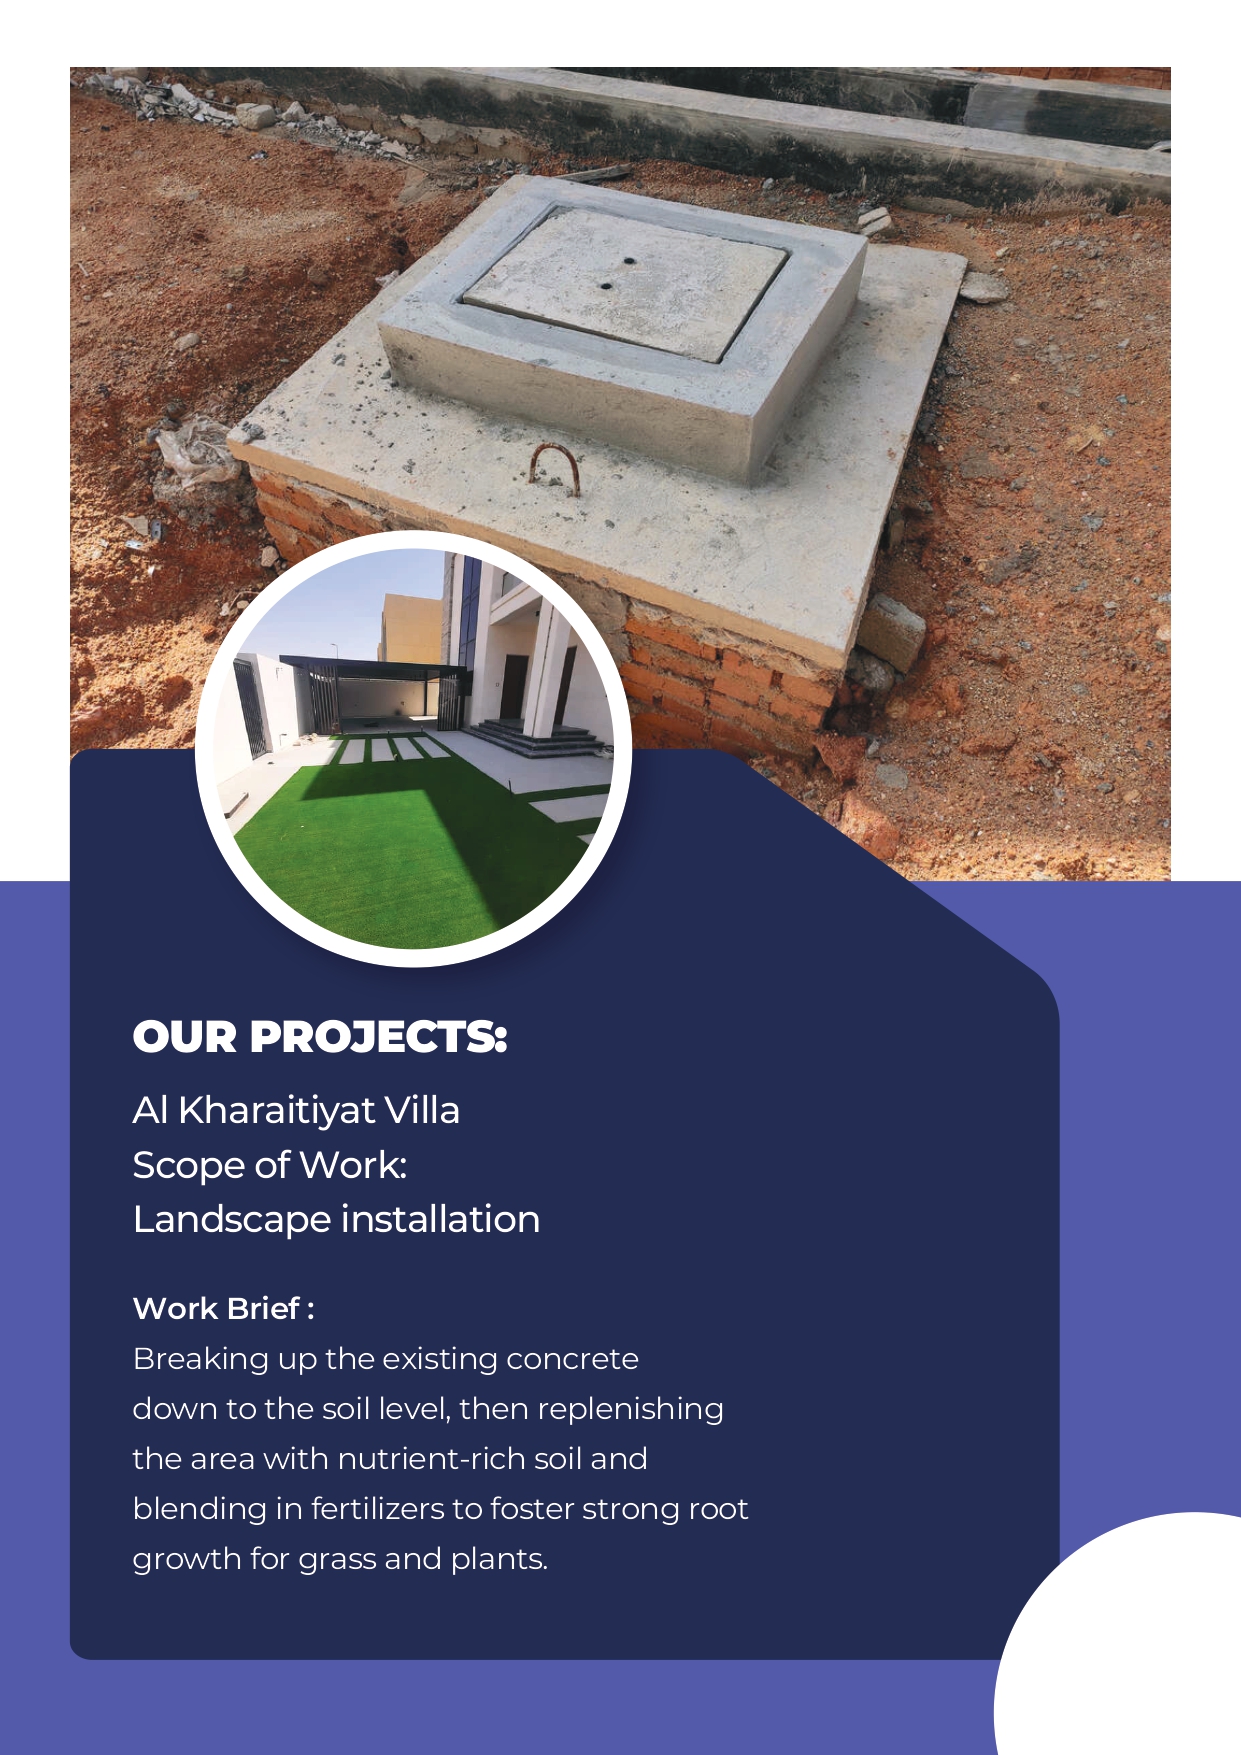 OUR PROJECTS:
Al Kharaitiyat Villa
Scope of Work:
Landscape installation
Work Brief :
Breaking up the existing concrete
down to the soil level, then replenishing
the area with nutrient-rich soil and
blending in fertilizers to foster strong root
growth for grass and plants.